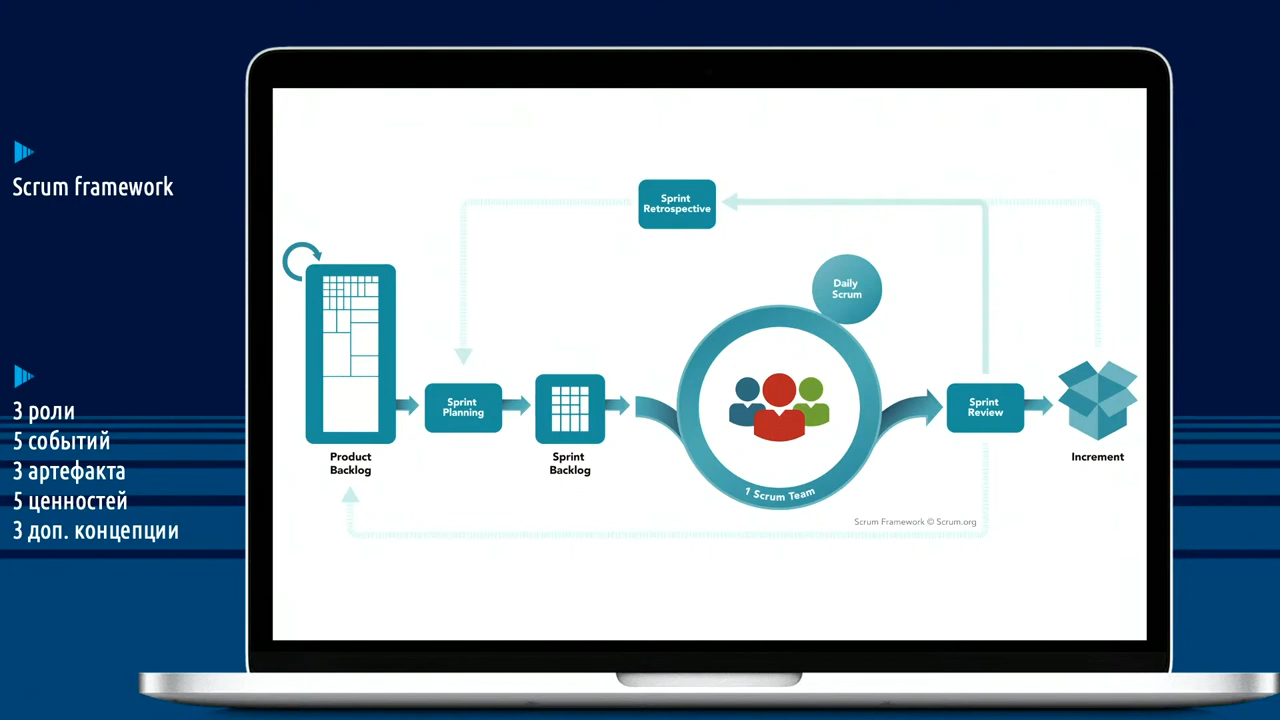 Scrum framework
3 роли
5 событий
3 артефакта
5 ценностей
3 доп. концепции
Sprint
Retrospective
Daily
Scrum
Sprint
Planning
Sprint
Review
Product
Backlog
Sprint
Backlog
Increment
1 Scrum Team
Scrum Framework © Scrum.org